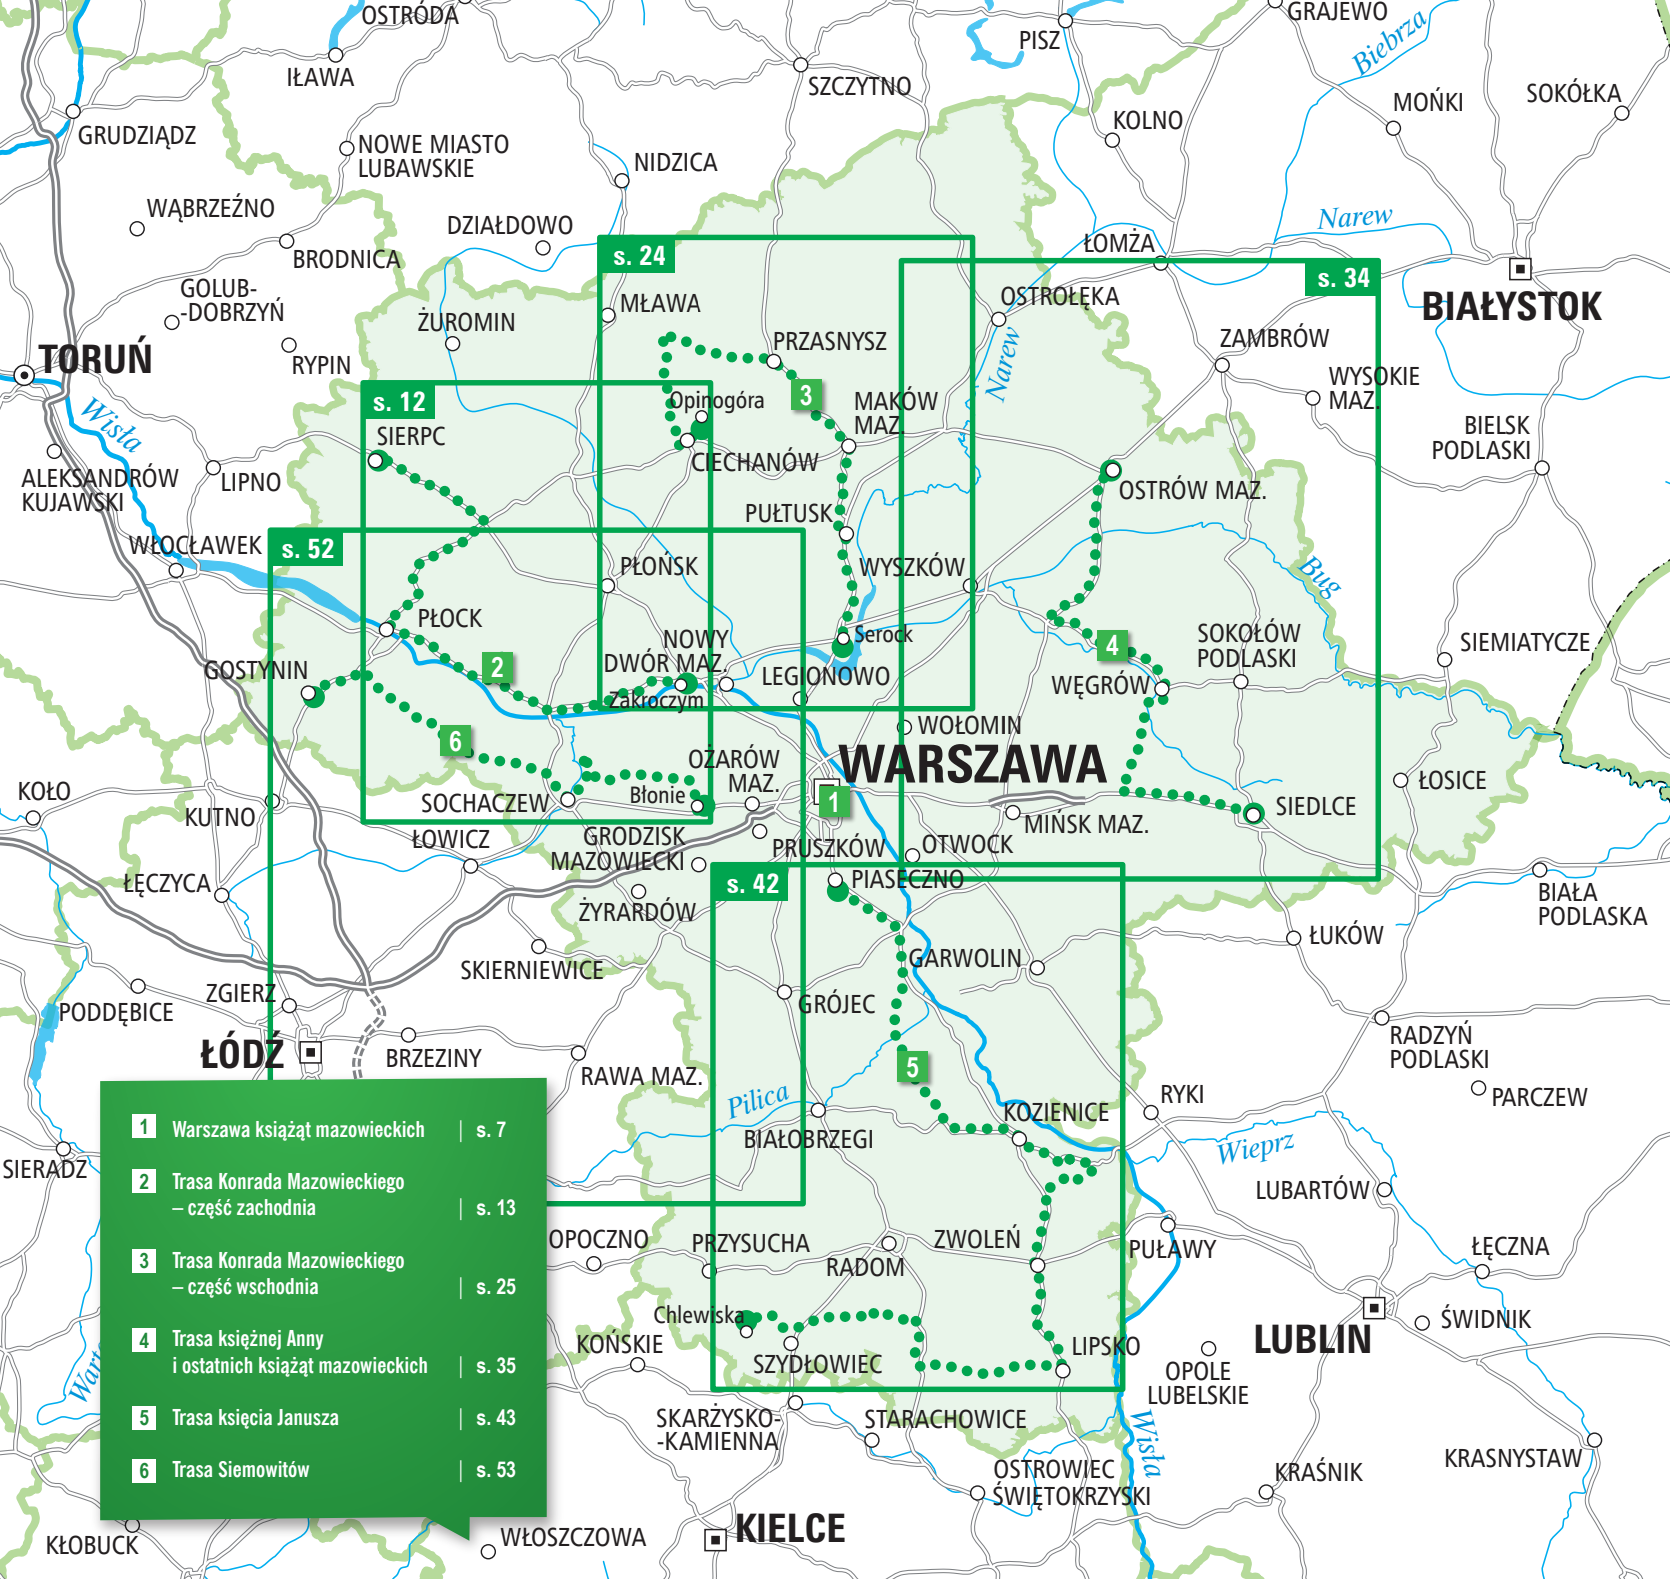 OSTRÓDA
GRAJEWO
PISZ
Biebrza
IŁAWA
SZCZYTNO
MOŃKI
SOKÓŁKA
GRUDZIĄDZ
KOLNO
NOWE MIASTO
LUBAWSKIE
NIDZICA
WĄBRZEŹNO
DZIAŁDOWO
Narew
BRODNICA
ŁOMŻA
s. 24
s. 34
GOLUB-
-DOBRZYŃ
MŁAWA
OSTROŁĘKA
BIAŁYSTOK
ŻUROMIN
PRZASNYSZ
ZAMBRÓW
TORUŃ
RYPIN
Narew
WYSOKIE
MAZ.
s. 12
Opinogóra
3
MAKÓW
MAZ.
Wisła
SIERPC
BIELSK
PODLASKI
CIECHANÓW
ALEKSANDRÓW
KUJAWSKI
LIPNO
OSTRÓW MAZ.
PUŁTUSK
WŁOCŁAWEK
s. 52
PŁOŃSK
WYSZKÓW
Bug
PŁOCK
NOWY
DWÓR MAZ.
Serock
SOKOŁÓW
PODLASKI
SIEMIATYCZE
4
GOSTYNIN
2
LEGIONOWO
WĘGRÓW
Zakroczym
WOŁOMIN
6
OŻARÓW
MAZ.
WARSZAWA
KOŁO
ŁOSICE
KUTNO
SOCHACZEW
Błonie
1
SIEDLCE
MIŃSK MAZ.
ŁOWICZ
GRODZISK
MAZOWIECKI
PRUSZKÓW
OTWOCK
ŁĘCZYCA
s. 42
PIASECZNO
BIAŁA
PODLASKA
ŻYRARDÓW
ŁUKÓW
SKIERNIEWICE
GARWOLIN
PODDĘBICE
ZGIERZ
GRÓJEC
ŁÓDŹ
BRZEZINY
RADZYŃ
PODLASKI
RAWA MAZ.
5
Pilica
KOZIENICE
RYKI
PARCZEW
BIAŁOBRZEGI
Wieprz
SIERADZ
LUBARTÓW
OPOCZNO
PRZYSUCHA
ZWOLEŃ
PUŁAWY
ŁĘCZNA
RADOM
Chlewiska
ŚWIDNIK
KOŃSKIE
SZYDŁOWIEC
LIPSKO
LUBLIN
OPOLE
LUBELSKIE
Wart
SKARŻYSKO-
-KAMIENNA
STARACHOWICE
Wisła
KRASNYSTAW
OSTROWIEC
ŚWIĘTOKRZYSKI
KRAŚNIK
KŁOBUCK
WŁOSZCZOWA
KIELCE
1 Warszawa książąt mazowieckich | s. 7
2 Trasa Konrada Mazowieckiego
– część zachodnia | s. 13
3 Trasa Konrada Mazowieckiego
– część wschodnia | s. 25
4 Trasa księżnej Anny
i ostatnich książąt mazowieckich | s. 35
5 Trasa księcia Janusza | s. 43
6 Trasa Siemowitów | s. 53